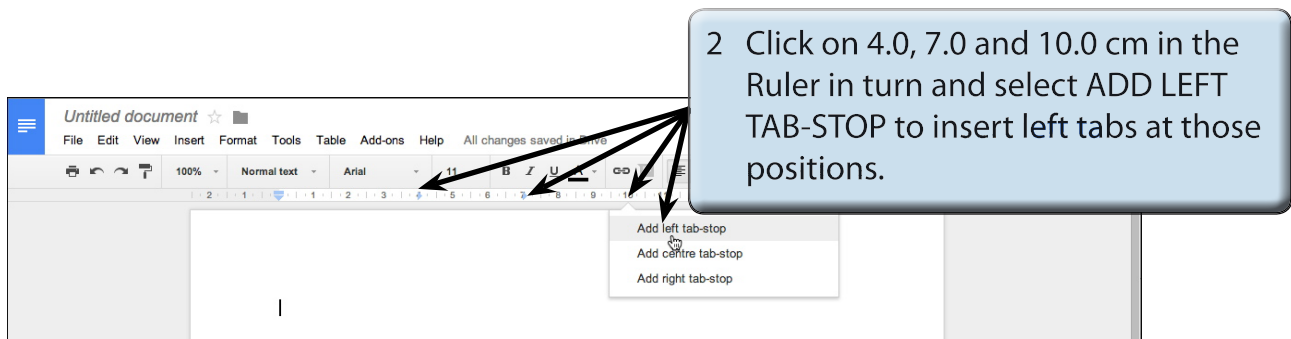 2 Click on 4.0, 7.0 and 10.0 cm in the
Ruler in turn and select ADD LEFT
TAB-STOP to insert left tabs at those
positions.
Untitled document
File Edit View Insert Format Tools Table Add-ons Help All changes saved in Drive
100% Normal text Arial 11 B I U A
2 1 1 2 3 4 5 6 7 8 9 10
Add left tab-stop
Add centre tab-stop
Add right tab-stop